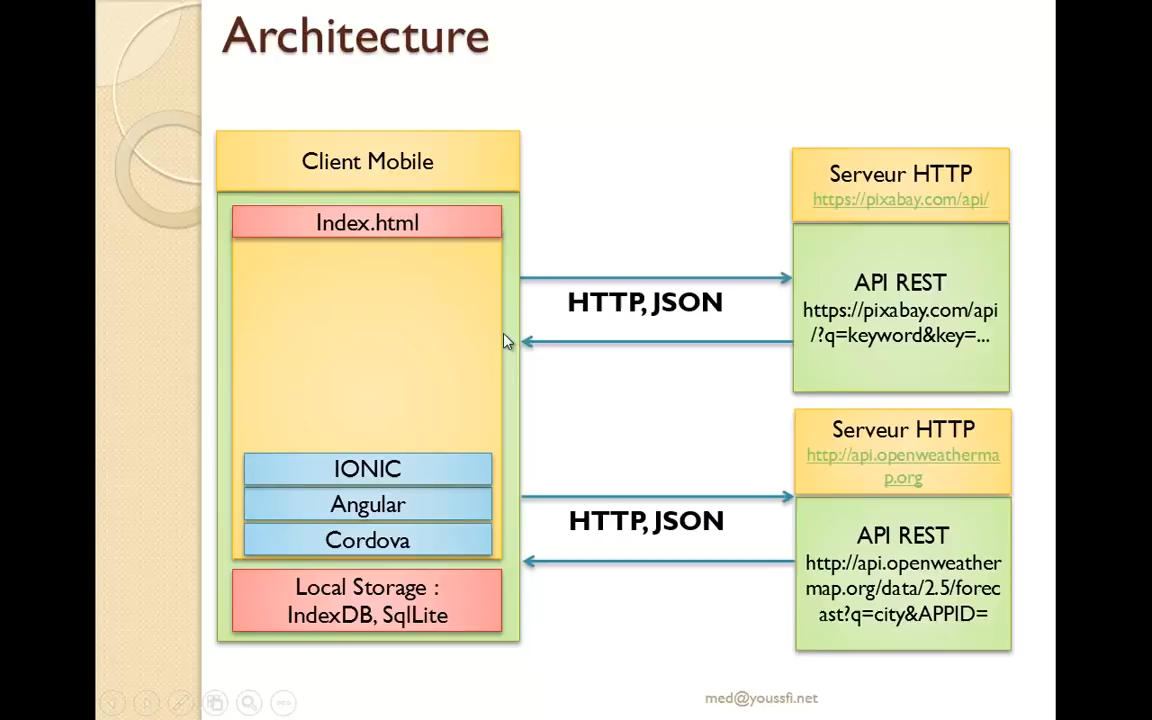 Architecture
Client Mobile
Index.html
IONIC
Angular
Cordova
Local Storage :
IndexDB, SqlLite
HTTP, JSON
HTTP, JSON
Serveur HTTP
https://pixabay.com/api/
API REST
https://pixabay.com/api
/?q=keyword&key=...
Serveur HTTP
http://api.openweatherma
p.org
API REST
http://api.openweather
map.org/data/2.5/forec
ast?q=city&APPID=
med@youssfi.net